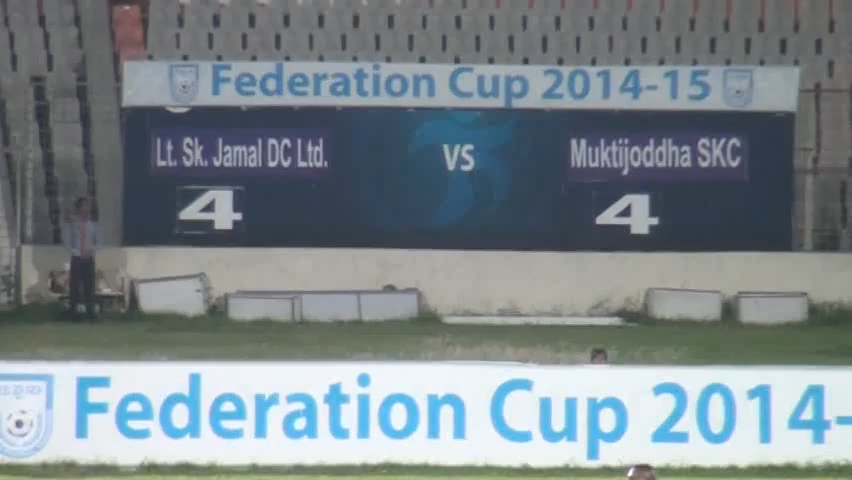 Federation Cup 2014-15
Lt. Sk. Jamal DC Ltd.
VS
Muktijoddha SKC
4
4
Federation Cup 2014-